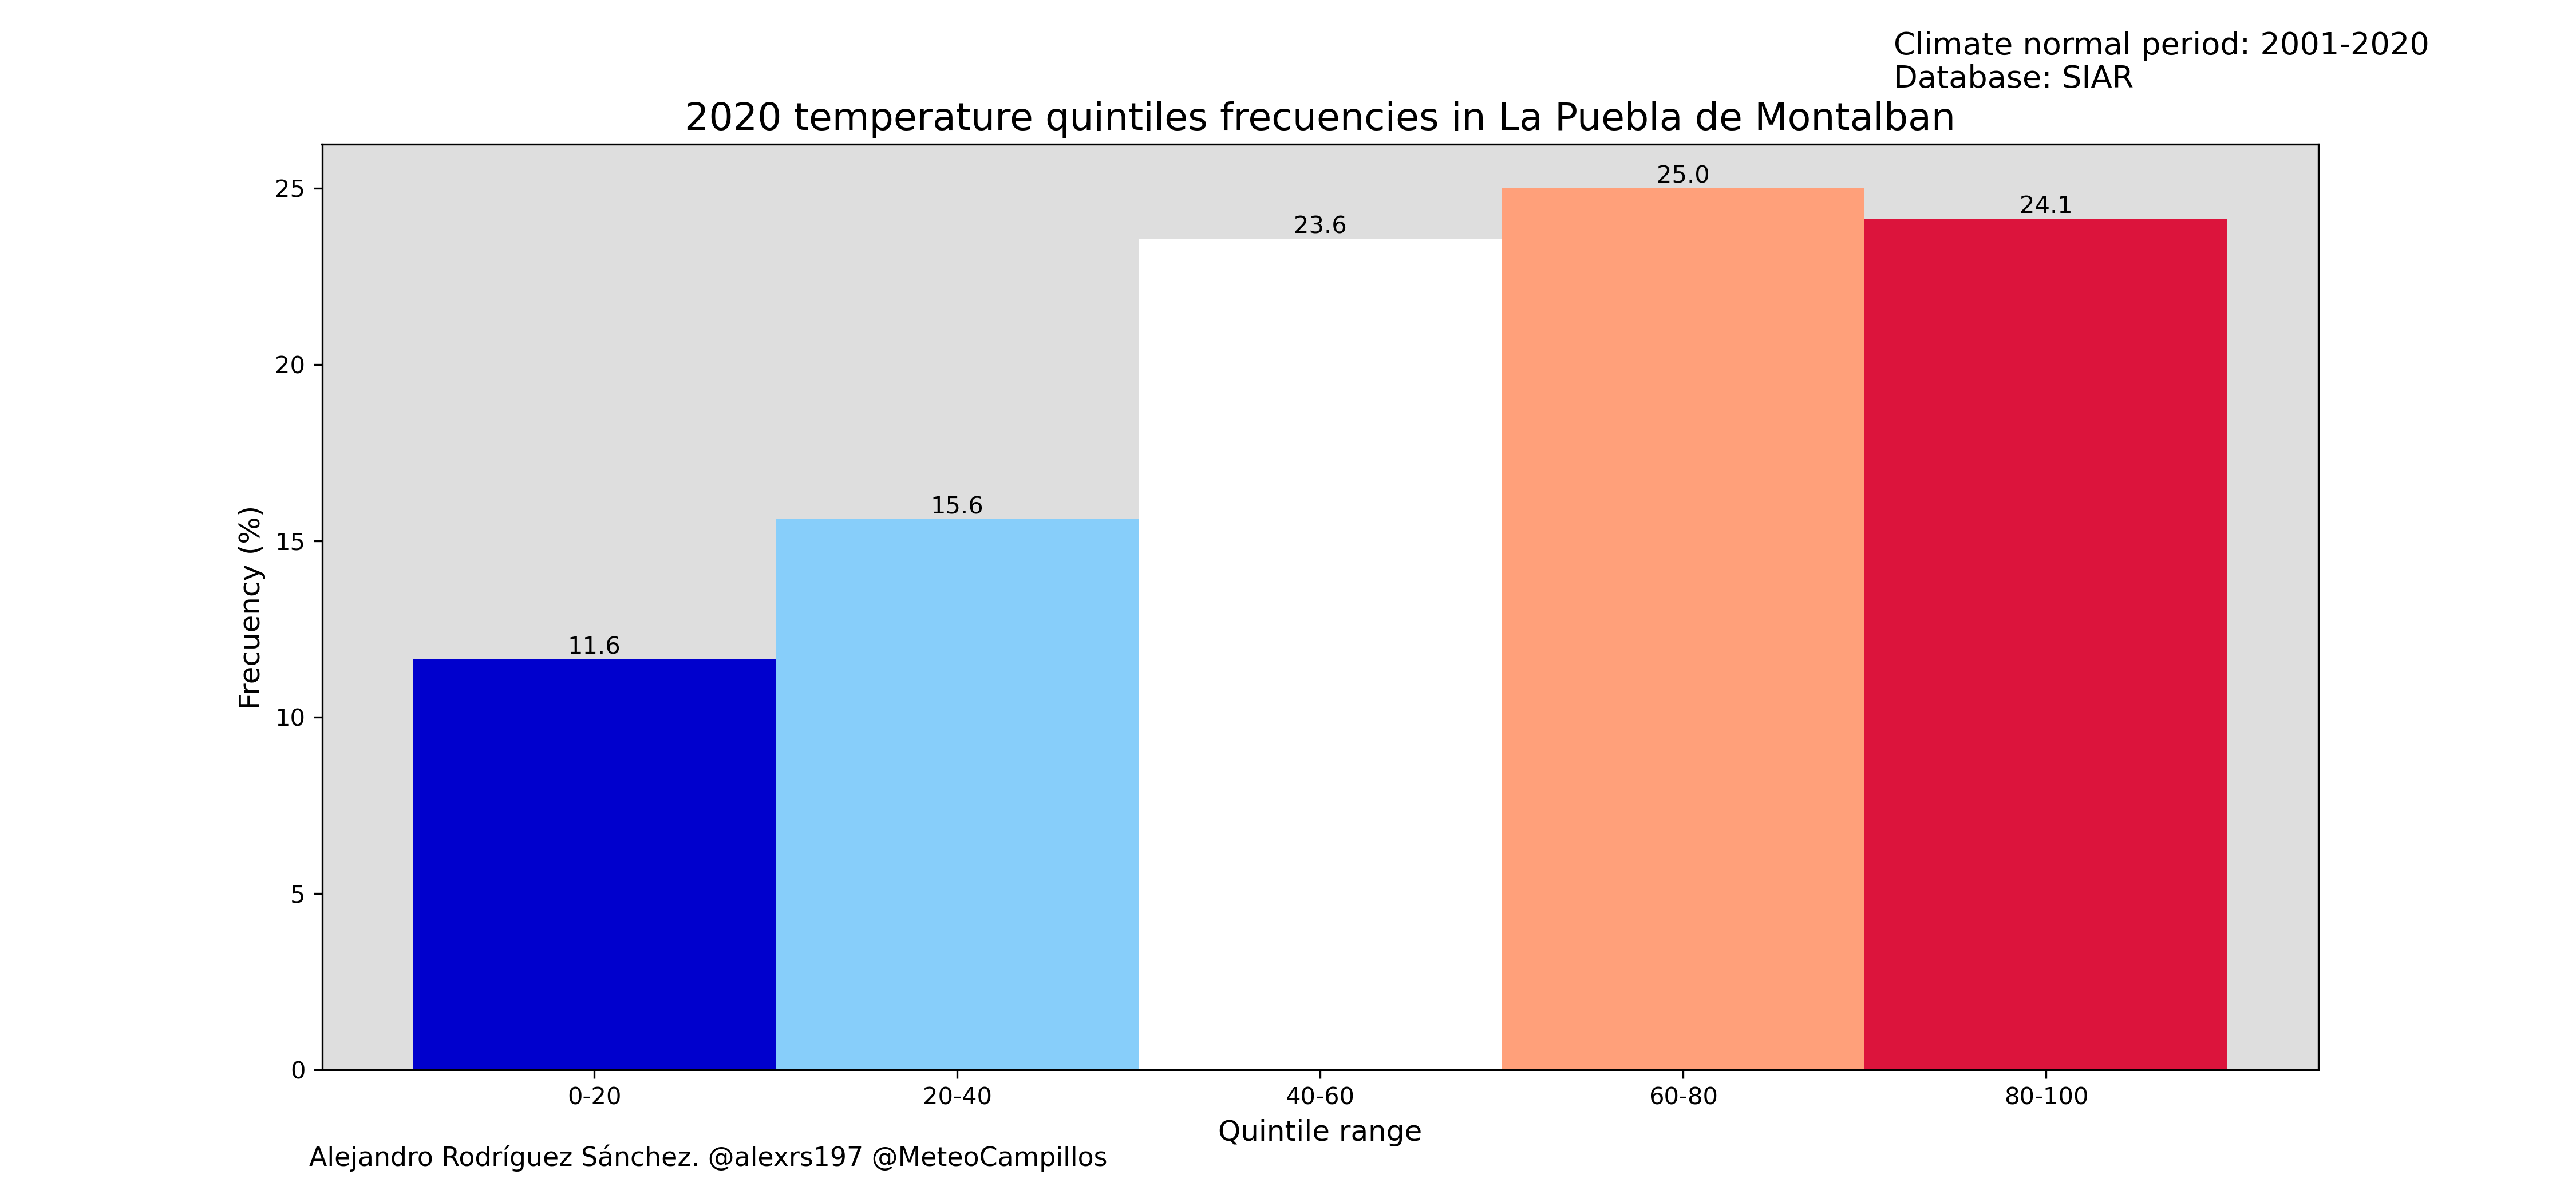 Climate normal period: 2001-2020
Database: SIAR
2020 temperature quintiles frecuencies in La Puebla de Montalban
Frecuency (%)
25
20
15
10
5
0
11.6
15.6
23.6
25.0
24.1
0-20
20-40
40-60
60-80
80-100
Quintile range
Alejandro Rodríguez Sánchez. @alexrs197 @MeteoCampillos